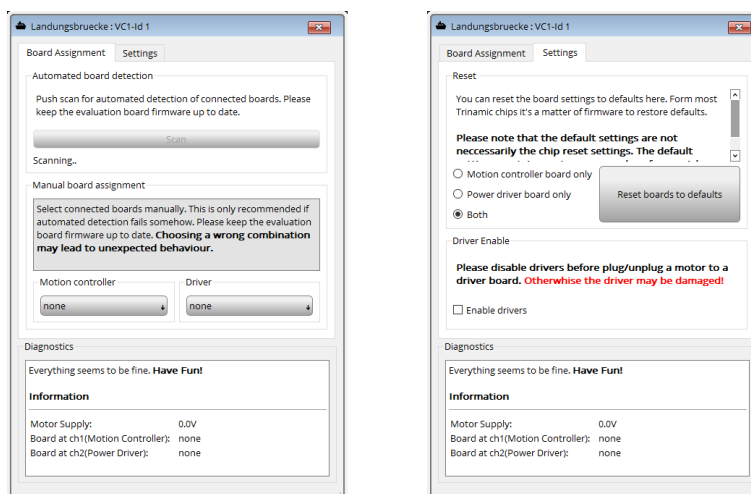 Landungsbruecke : VC1-Id 1
Board Assignment
Settings
Automated board detection
Push scan for automated detection of connected boards. Please
keep the evaluation board firmware up to date.
Scan
Scanning..
Manual board assignment
Select connected boards manually. This is only recommended if
automated detection fails somehow. Please keep the evaluation
board firmware up to date. Choosing a wrong combination
may lead to unexpected behaviour.
Motion controller
Driver
none
none
Diagnostics
Everything seems to be fine. Have Fun!
Information
Motor Supply: 0.0V
Board at ch1(Motion Controller): none
Board at ch2(Power Driver): none
Landungsbruecke : VC1-Id 1
Board Assignment
Settings
Reset
You can reset the board settings to defaults here. Form most
Trinamic chips it's a matter of firmware to restore defaults.
Please note that the default settings are not
neccessarily the chip reset settings. The default
Motion controller board only
Power driver board only
Both
Reset boards to defaults
Driver Enable
Please disable drivers before plug/unplug a motor to a
driver board. Otherwhise the driver may be damaged!
Enable drivers
Diagnostics
Everything seems to be fine. Have Fun!
Information
Motor Supply: 0.0V
Board at ch1(Motion Controller): none
Board at ch2(Power Driver): none